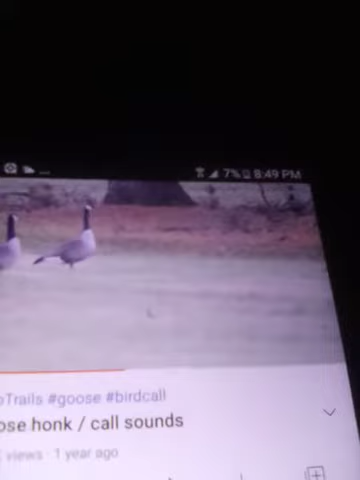 7% 8:49 PM
oTrails #goose #birdcall
ose honk / call sounds
views · 1 year ago